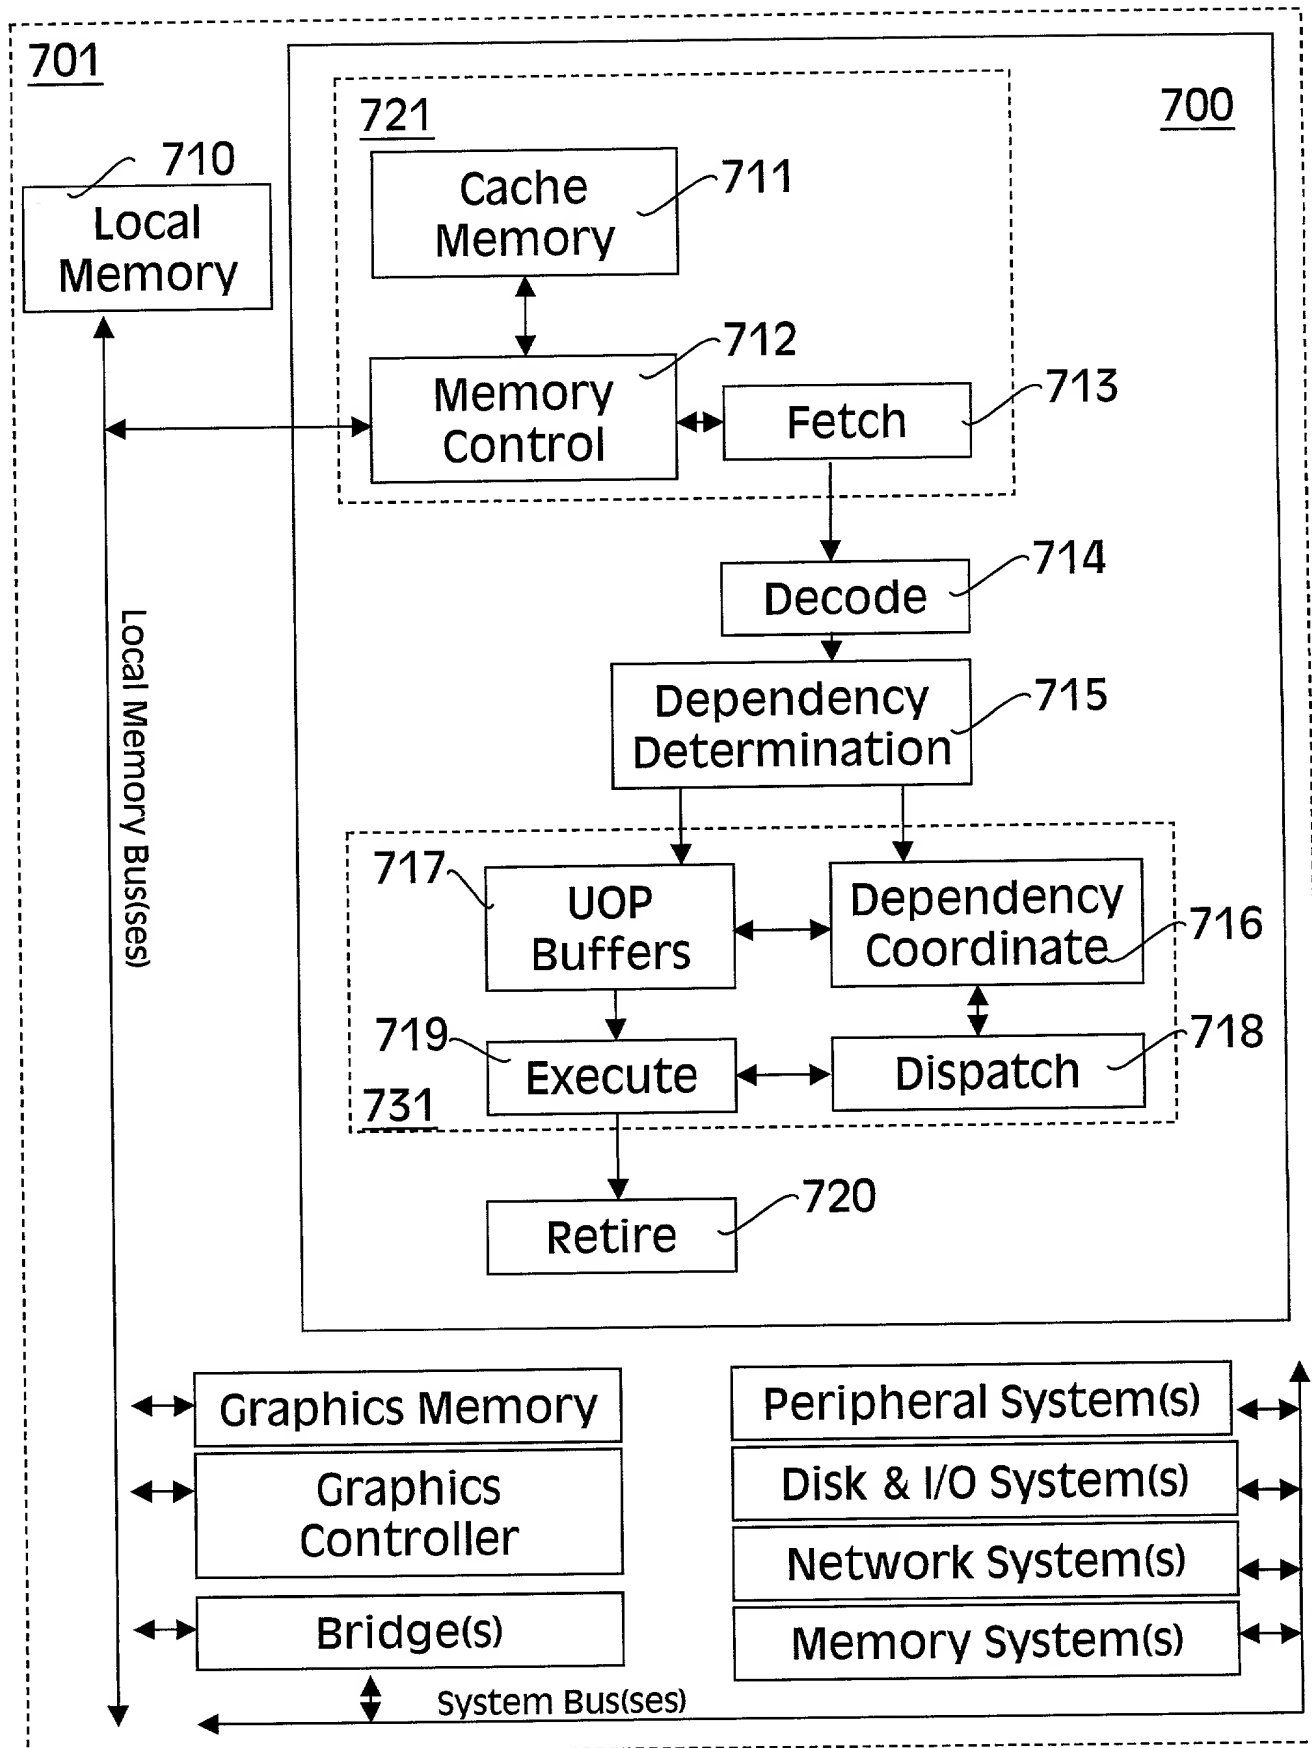 701
700
721
710
Local
Memory
Cache
Memory
711
712
Memory
Control
713
Fetch
714
Decode
715
Dependency
Determination
Local Memory Bus(ses)
717
UOP
Buffers
Dependency
Coordinate
716
719
Execute
718
Dispatch
731
720
Retire
Graphics Memory
Graphics
Controller
Bridge(s)
Peripheral System(s)
Disk & I/O System(s)
Network System(s)
Memory System(s)
System Bus(ses)